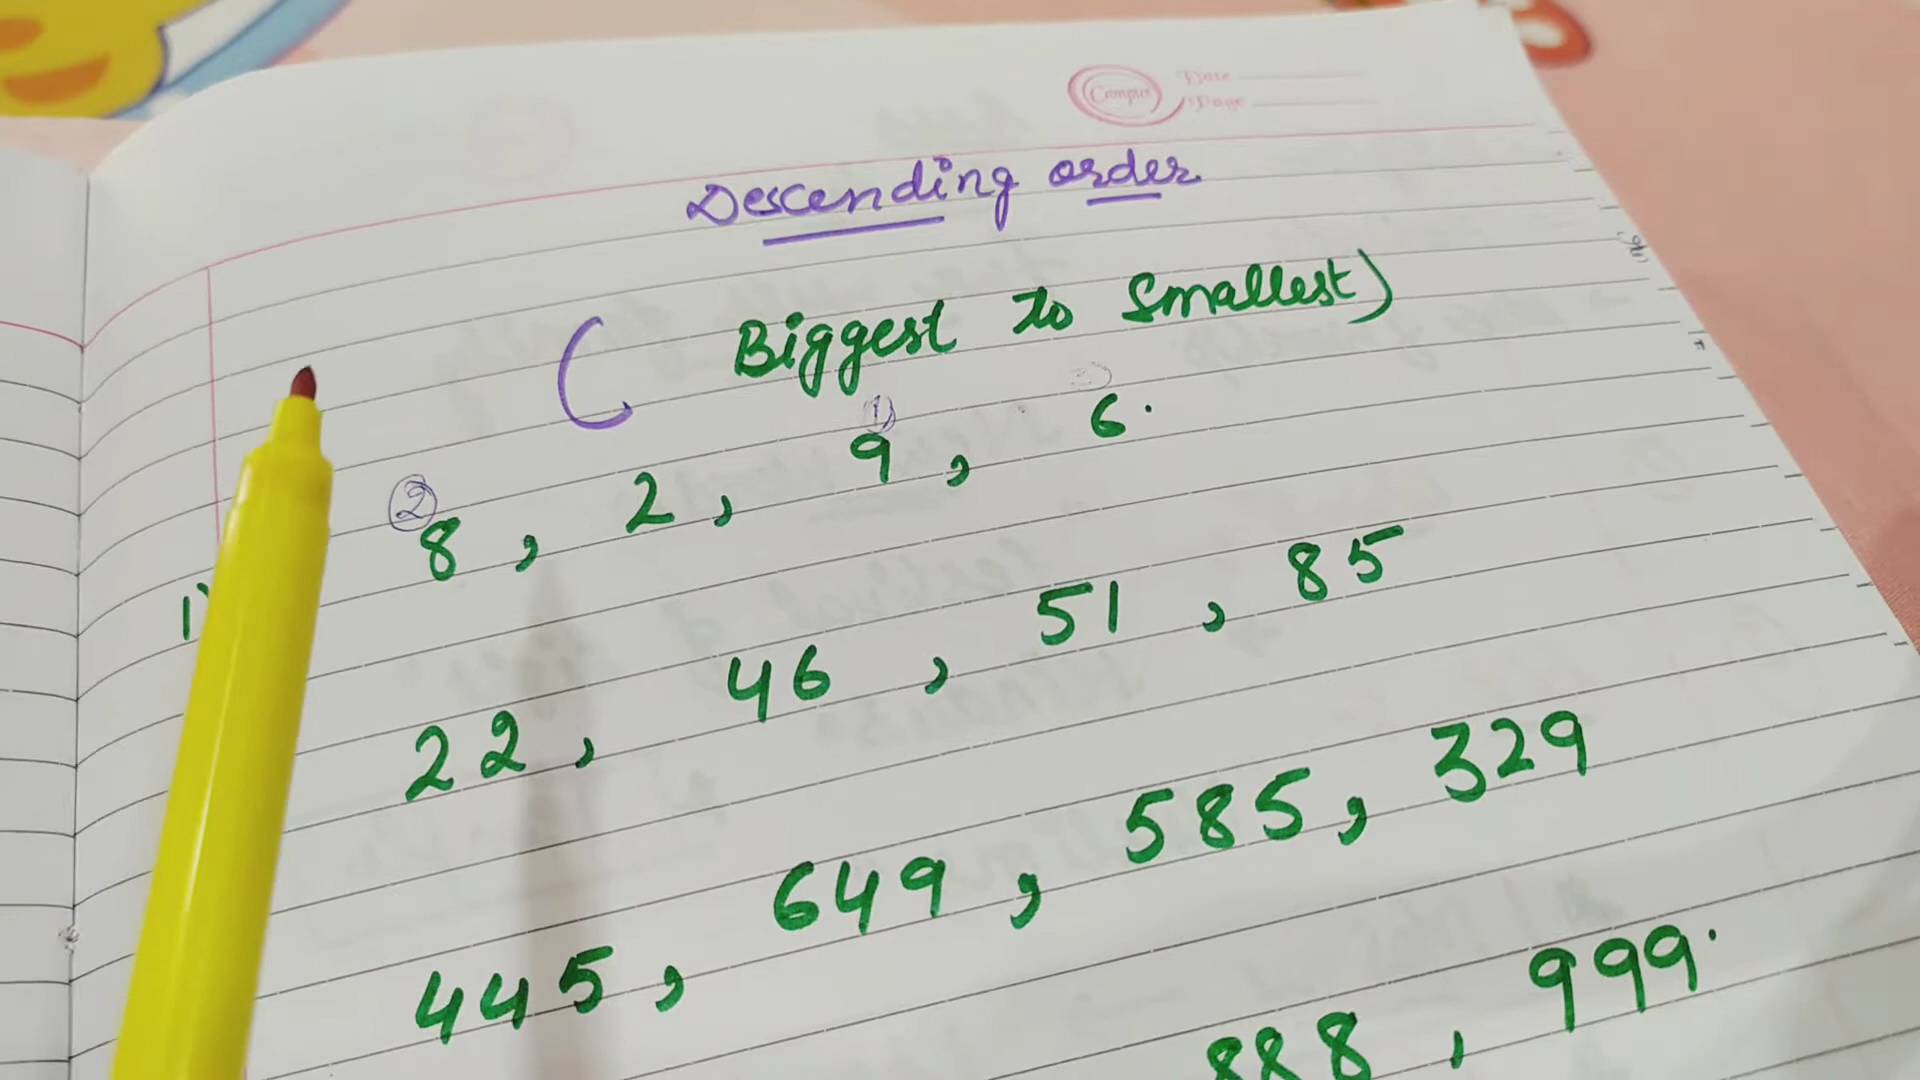 Campus
Date
Page
Descending order
( Biggest to Smallest)
② ①
8 , 2 , 9 , 6.
1)
22 , 46 , 51 , 85
445 , 649 , 585 , 329
888 , 999.